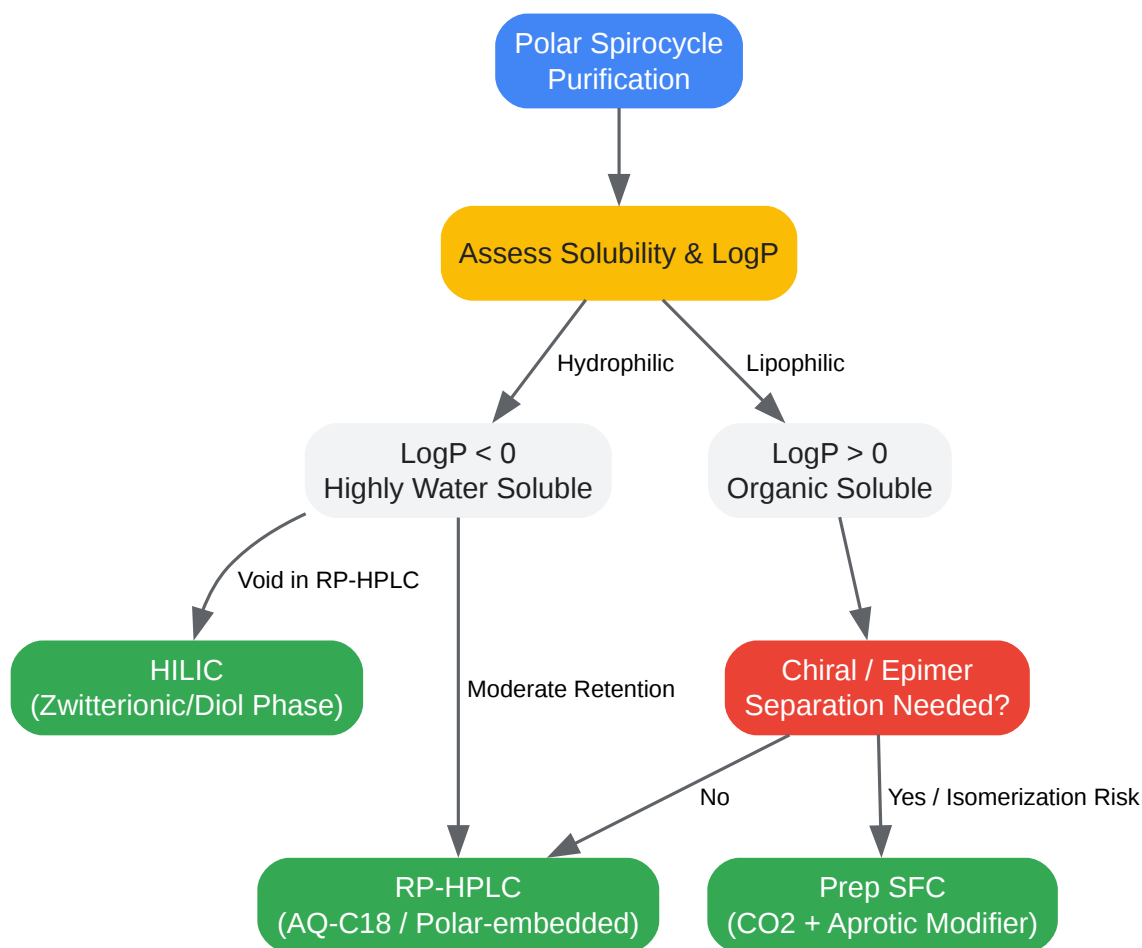 Polar Spirocycle
Purification
Assess Solubility & LogP
Hydrophilic
Lipophilic
LogP < 0
Highly Water Soluble
LogP > 0
Organic Soluble
Void in RP-HPLC
HILIC
(Zwitterionic/Diol Phase)
Moderate Retention
Chiral / Epimer
Separation Needed?
No
Yes / Isomerization Risk
RP-HPLC
(AQ-C18 / Polar-embedded)
Prep SFC
(CO2 + Aprotic Modifier)